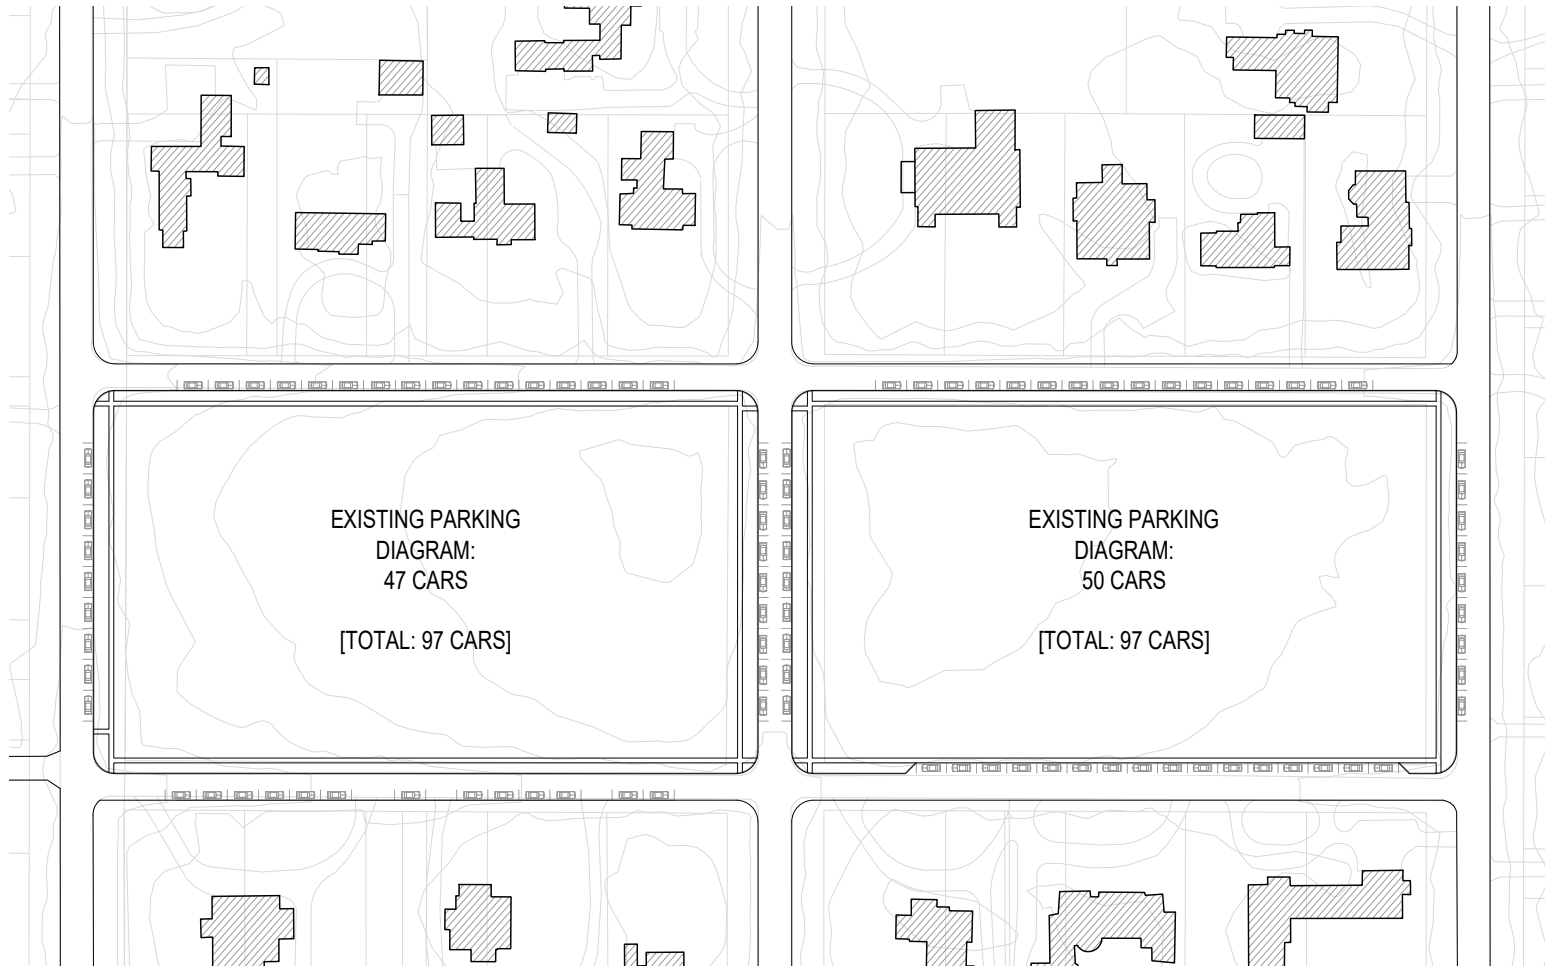 EXISTING PARKING
DIAGRAM:
47 CARS
[TOTAL: 97 CARS]
EXISTING PARKING
DIAGRAM:
50 CARS
[TOTAL: 97 CARS]